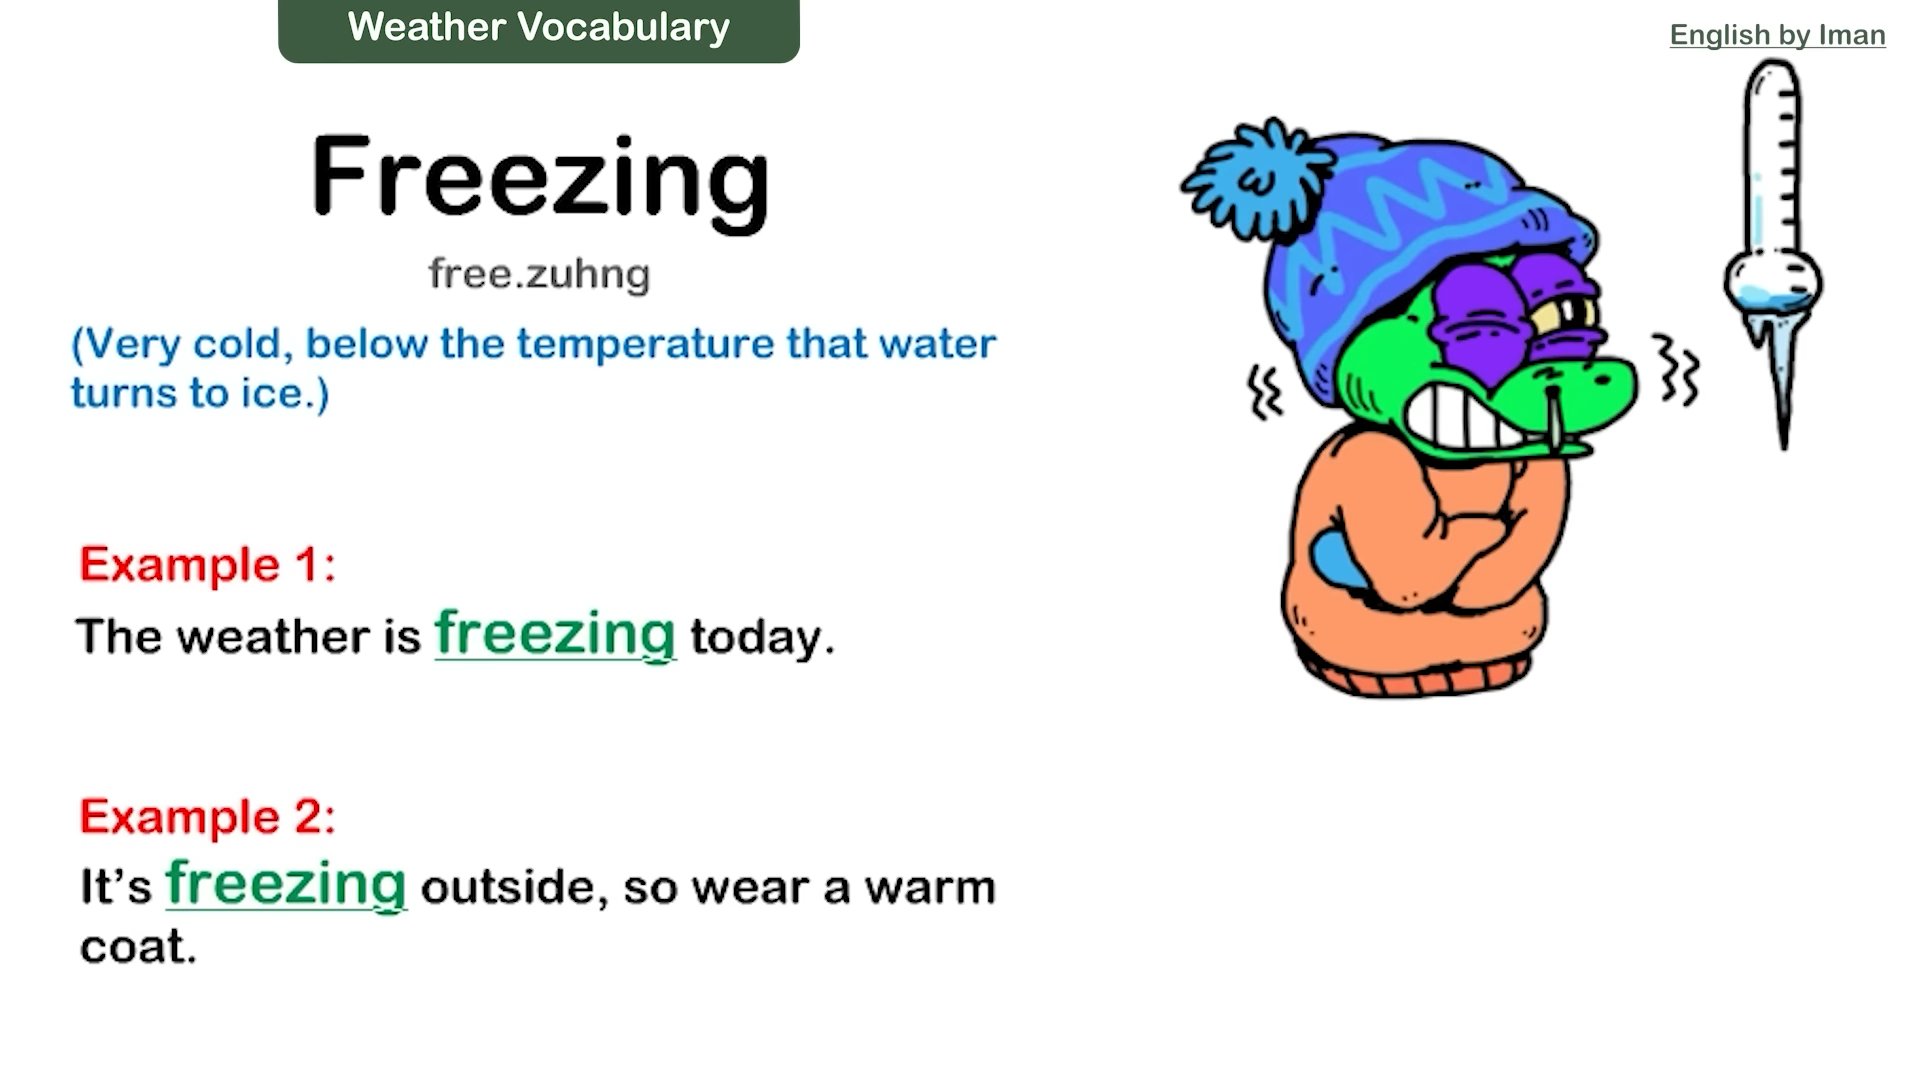 Weather Vocabulary
English by Iman
Freezing
free.zuhng
(Very cold, below the temperature that water
turns to ice.)
Example 1:
The weather is freezing today.
Example 2:
It’s freezing outside, so wear a warm
coat.